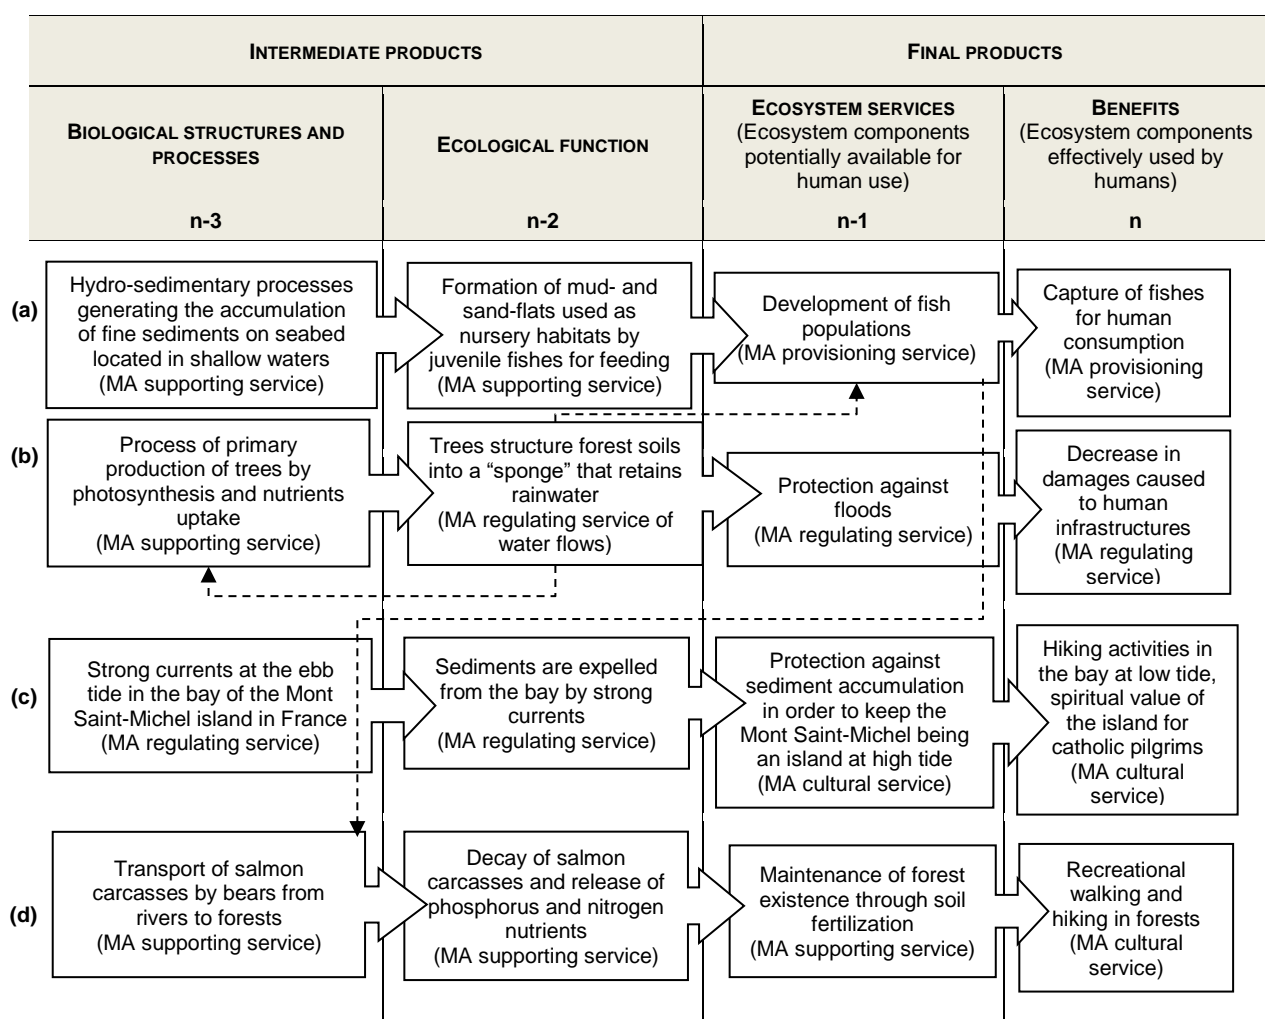 INTERMEDIATE PRODUCTS
FINAL PRODUCTS
BIOLOGICAL STRUCTURES AND
PROCESSES
n-3
ECOLOGICAL FUNCTION
n-2
ECOSYSTEM SERVICES
(Ecosystem components
potentially available for
human use)
n-1
BENEFITS
(Ecosystem components
effectively used by
humans)
n
(a)
Hydro-sedimentary processes
generating the accumulation
of fine sediments on seabed
located in shallow waters
(MA supporting service)
Formation of mud- and
sand-flats used as
nursery habitats by
juvenile fishes for feeding
(MA supporting service)
Development of fish
populations
(MA provisioning service)
Capture of fishes
for human
consumption
(MA provisioning
service)
(b)
Process of primary
production of trees by
photosynthesis and nutrients
uptake
(MA supporting service)
Trees structure forest soils
into a “sponge” that retains
rainwater
(MA regulating service of
water flows)
Protection against
floods
(MA regulating service)
Decrease in
damages caused
to human
infrastructures
(MA regulating
service)
(c)
Strong currents at the ebb
tide in the bay of the Mont
Saint-Michel island in France
(MA regulating service)
Sediments are expelled
from the bay by strong
currents
(MA regulating service)
Protection against
sediment accumulation
in order to keep the
Mont Saint-Michel being
an island at high tide
(MA cultural service)
Hiking activities in
the bay at low tide,
spiritual value of
the island for
catholic pilgrims
(MA cultural
service)
(d)
Transport of salmon
carcasses by bears from
rivers to forests
(MA supporting service)
Decay of salmon
carcasses and release of
phosphorus and nitrogen
nutrients
(MA supporting service)
Maintenance of forest
existence through soil
fertilization
(MA supporting service)
Recreational
walking and
hiking in forests
(MA cultural
service)